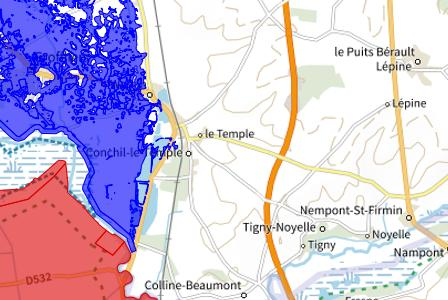 le Puits Bérault
Lépine
Lépine
le Temple
Conchil-le-Temple
Nempont-St-Firmin
Tigny-Noyelle
Noyelle
Tigny
Nampont
D532
Colline-Beaumont